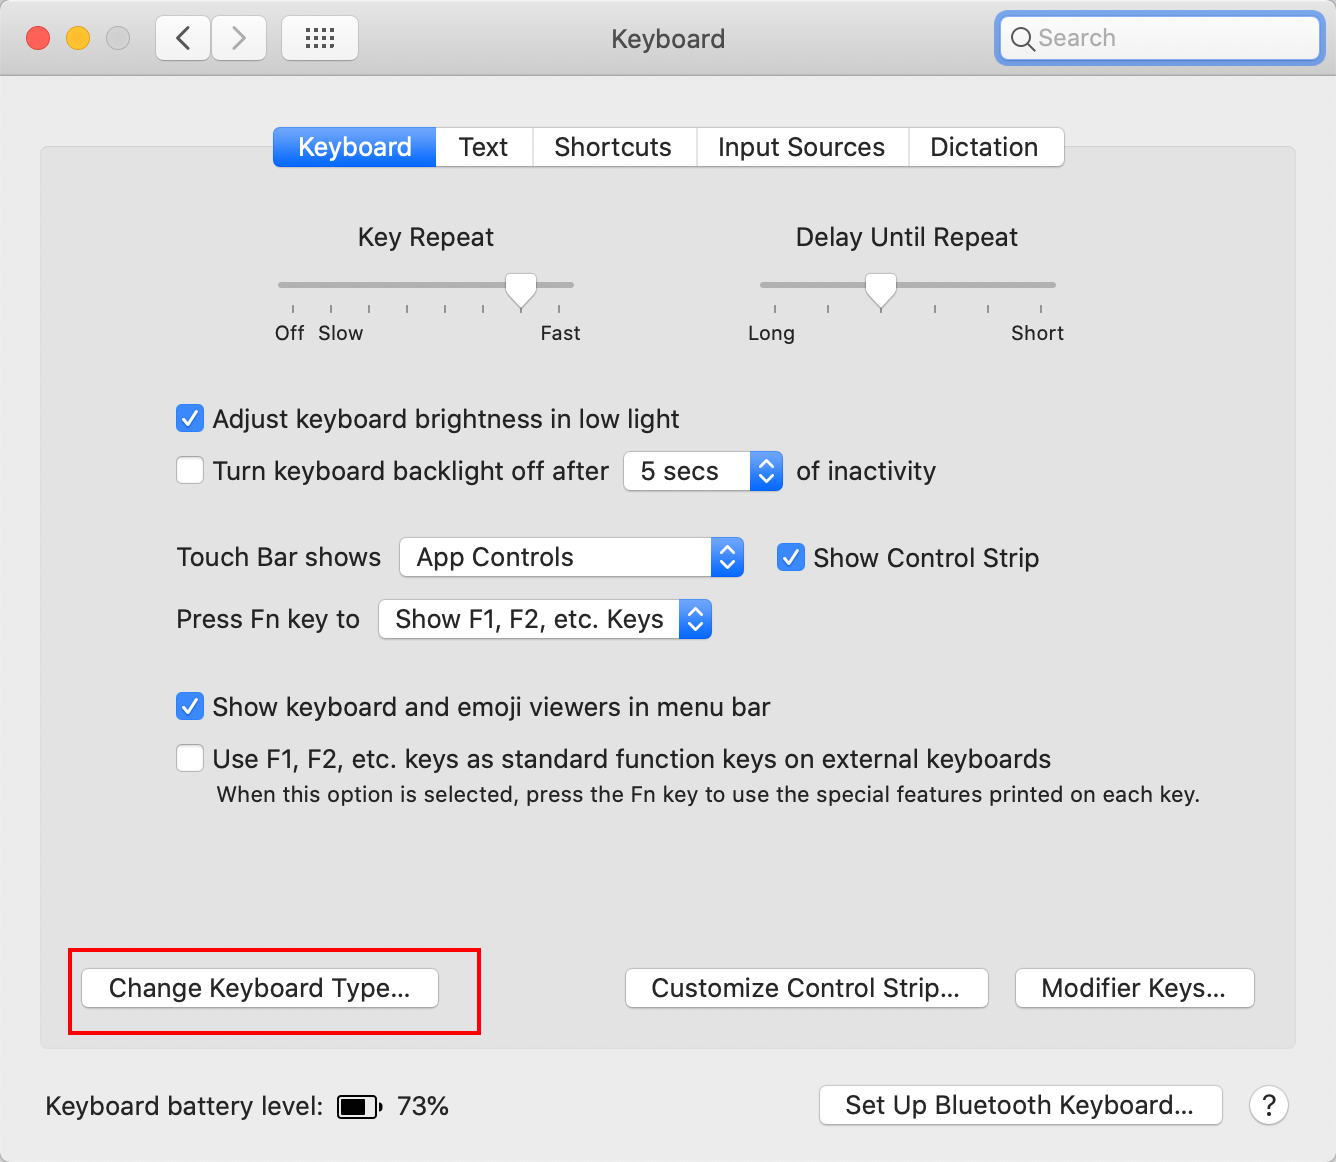 Keyboard
Search
Keyboard Text Shortcuts Input Sources Dictation
Key Repeat Delay Until Repeat
Off Slow Fast Long Short
Adjust keyboard brightness in low light
Turn keyboard backlight off after 5 secs of inactivity
Touch Bar shows App Controls Show Control Strip
Press Fn key to Show F1, F2, etc. Keys
Show keyboard and emoji viewers in menu bar
Use F1, F2, etc. keys as standard function keys on external keyboards
When this option is selected, press the Fn key to use the special features printed on each key.
Change Keyboard Type... Customize Control Strip... Modifier Keys...
Keyboard battery level: 73% Set Up Bluetooth Keyboard... ?